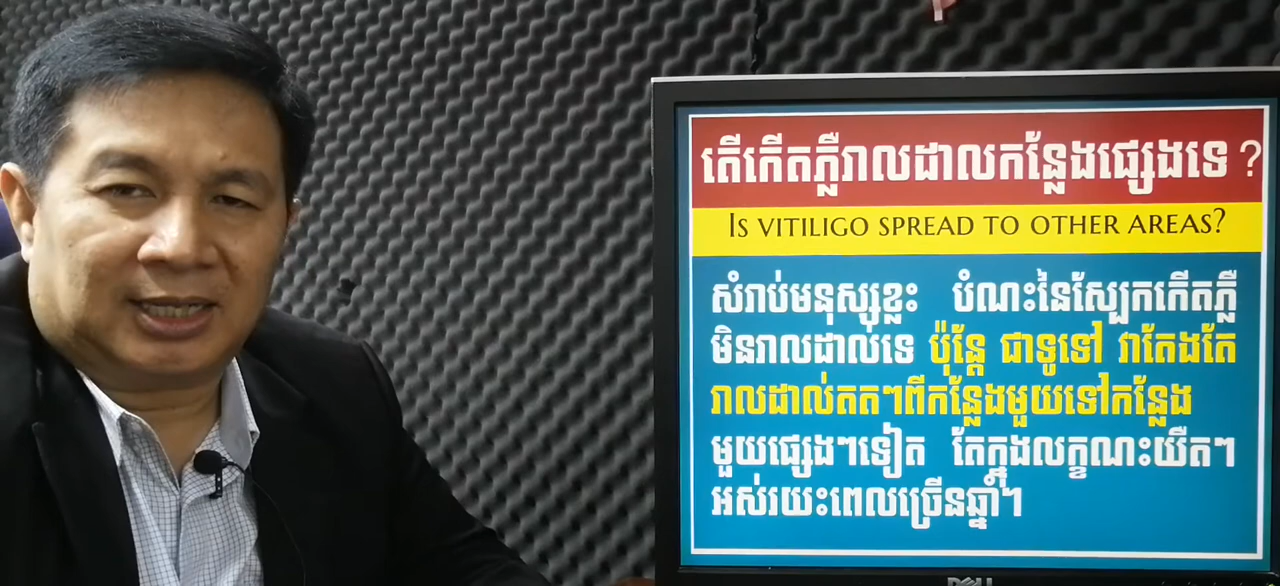 តើកើតភ្លឺរាលដាលកន្លែងផ្សេងទេ ?
IS VITILIGO SPREAD TO OTHER AREAS?
សំរាប់មនុស្សខ្លះ បំណះនៃស្បែកកើតភ្លឺ
មិនរាលដាល់ទេ ប៉ុន្តែ ជាទូទៅ វាតែងតែ
រាលដាល់តតៗពីកន្លែងមួយទៅកន្លែង
មួយផ្សេងៗទៀត តែក្នុងលក្ខណះយឺតៗ
អស់រយះពេលច្រើនឆ្នាំ។
DELL